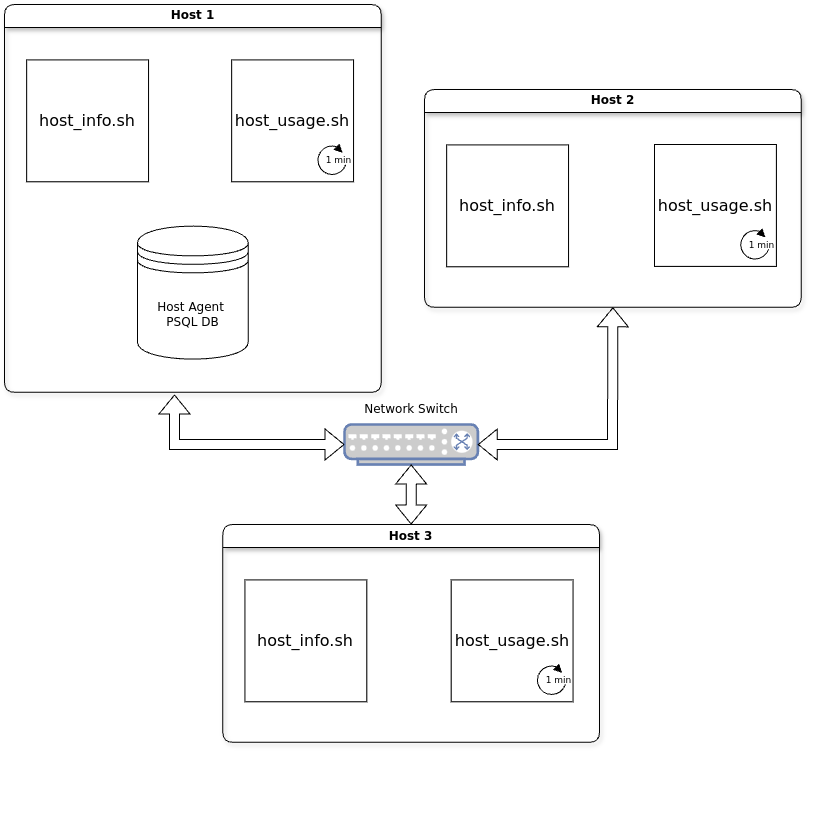 Host 1
host_info.sh
host_usage.sh
1 min
Host Agent
PSQL DB
Host 2
host_info.sh
host_usage.sh
1 min
Network Switch
Host 3
host_info.sh
host_usage.sh
1 min